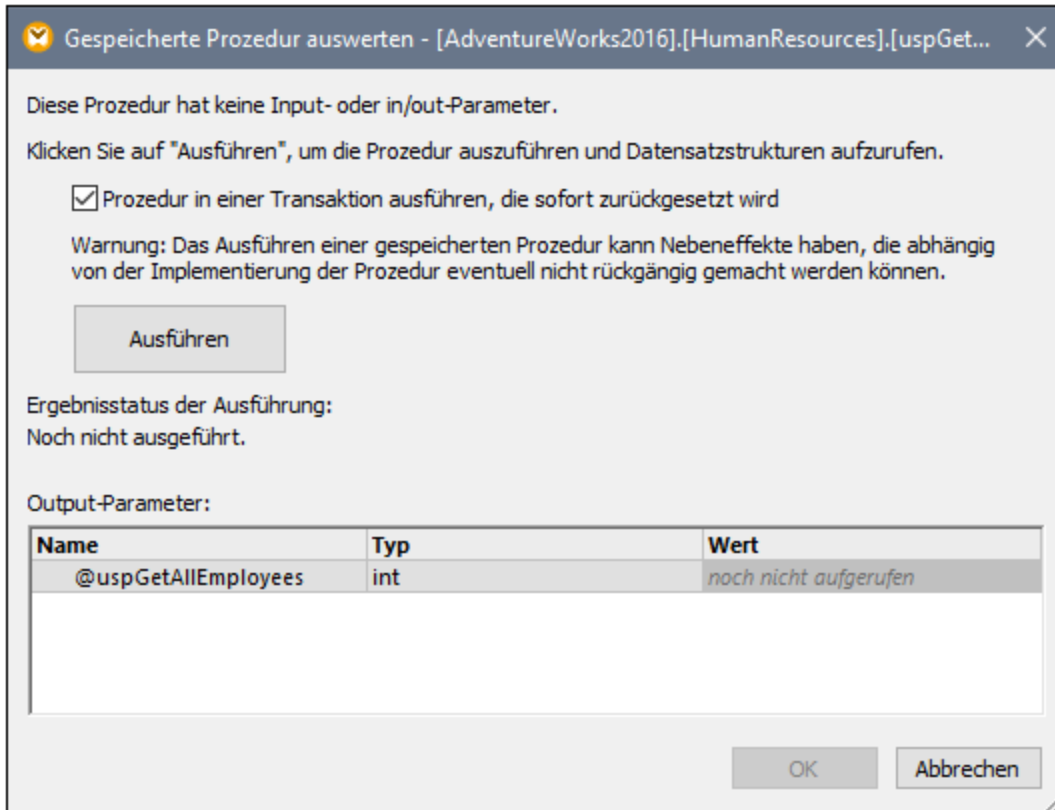 Gespeicherte Prozedur auswerten - [AdventureWorks2016].[HumanResources].[uspGet...
Diese Prozedur hat keine Input- oder in/out-Parameter.
Klicken Sie auf "Ausführen", um die Prozedur auszuführen und Datensatzstrukturen aufzurufen.
Prozedur in einer Transaktion ausführen, die sofort zurückgesetzt wird
Warnung: Das Ausführen einer gespeicherten Prozedur kann Nebeneffekte haben, die abhängig
von der Implementierung der Prozedur eventuell nicht rückgängig gemacht werden können.
Ausführen
Ergebnisstatus der Ausführung:
Noch nicht ausgeführt.
Output-Parameter:
Name Typ Wert
@uspGetAllEmployees int noch nicht aufgerufen
OK Abbrechen